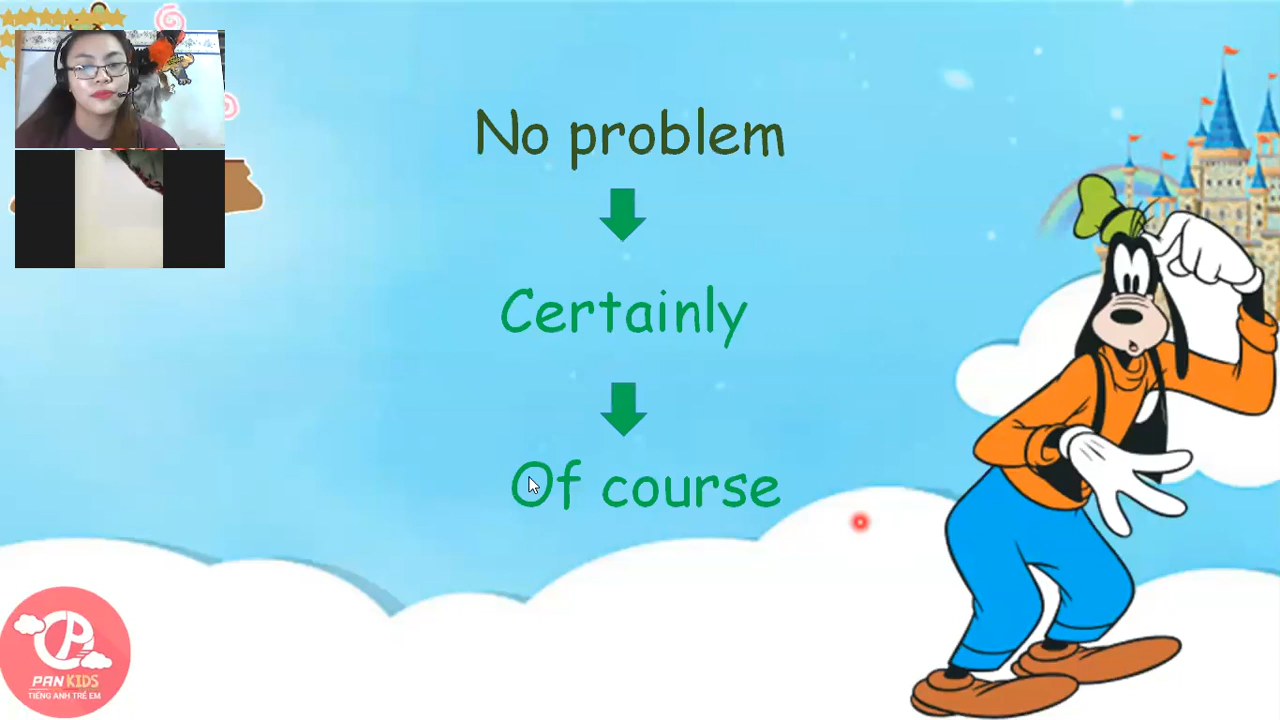 No problem
Certainly
Of course
PAN KIDS
TIẾNG ANH TRẺ EM